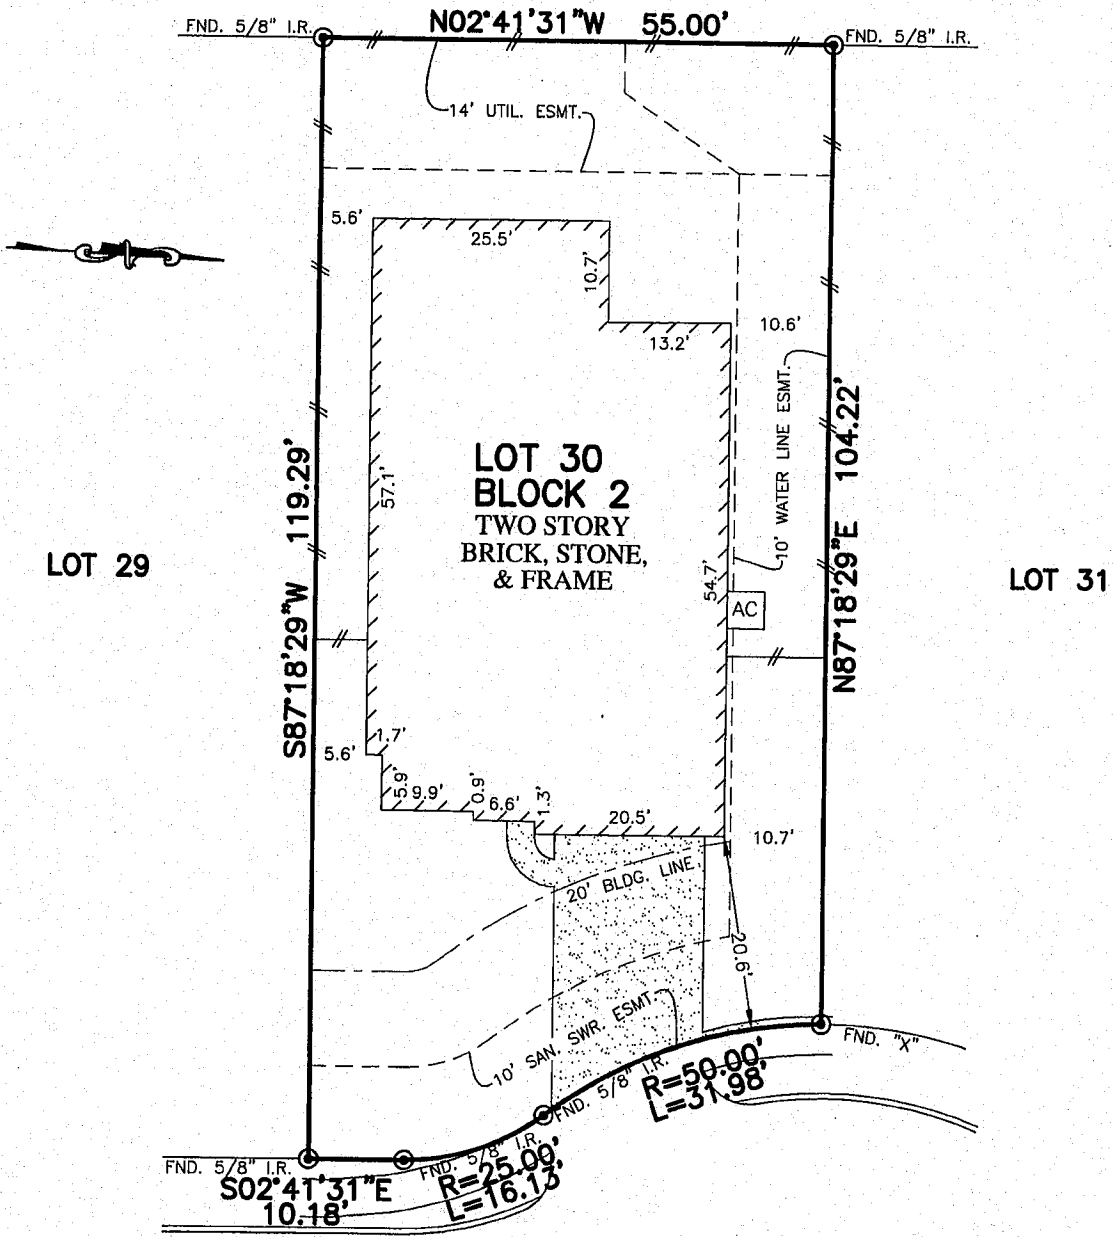 N02°41'31"W 55.00'
FND. 5/8" I.R.
FND. 5/8" I.R.
14' UTIL. ESMT.
5.6'
25.5'
10.7'
13.2'
10.6'
10' WATER LINE ESMT.
N87°18'29"E 104.22'
S87°18'29"W 119.29'
57.1'
LOT 30
BLOCK 2
TWO STORY
BRICK, STONE,
& FRAME
54.7'
AC
LOT 29
LOT 31
5.6'
1.7'
5.9'
9.9'
0.9'
6.6'
1.3'
20.5'
10.7'
20' BLDG. LINE
20.6'
10' SAN. SWR. ESMT.
FND. "X"
FND. 5/8" I.R.
R=50.00'
L=31.98'
FND. 5/8" I.R.
R=25.00'
L=16.13'
FND. 5/8" I.R.
S02°41'31"E
10.18'